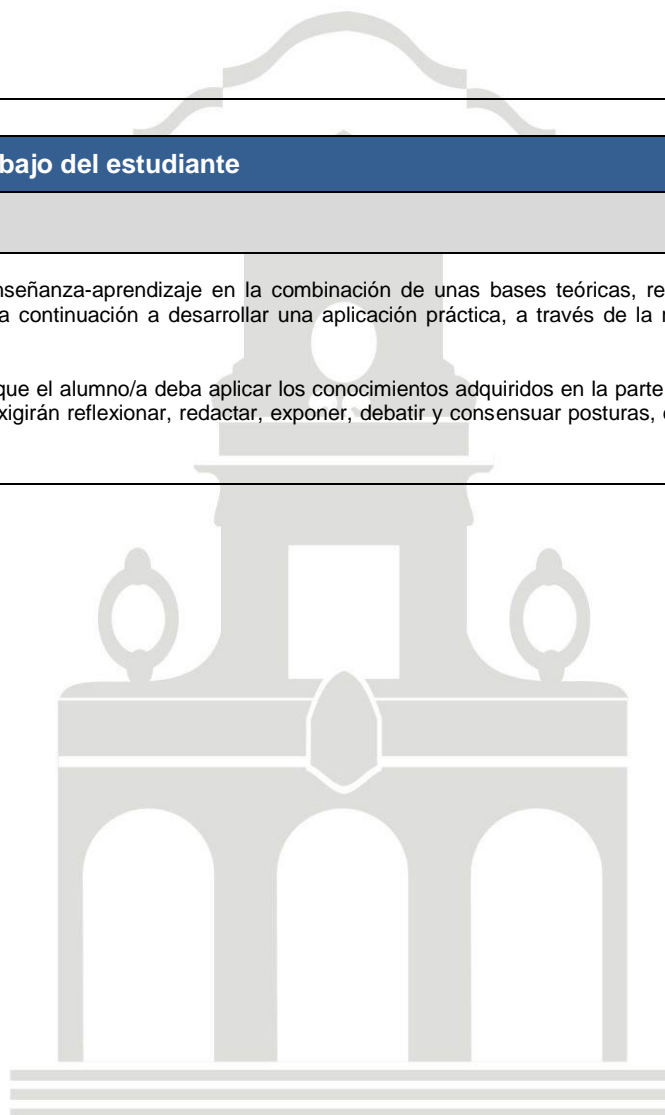 bajo del estudiante
nseñanza-aprendizaje en la combinación de unas bases teóricas, re
a continuación a desarrollar una aplicación práctica, a través de la
que el alumno/a deba aplicar los conocimientos adquiridos en la parte
xigirán reflexionar, redactar, exponer, debatir y consensuar posturas,